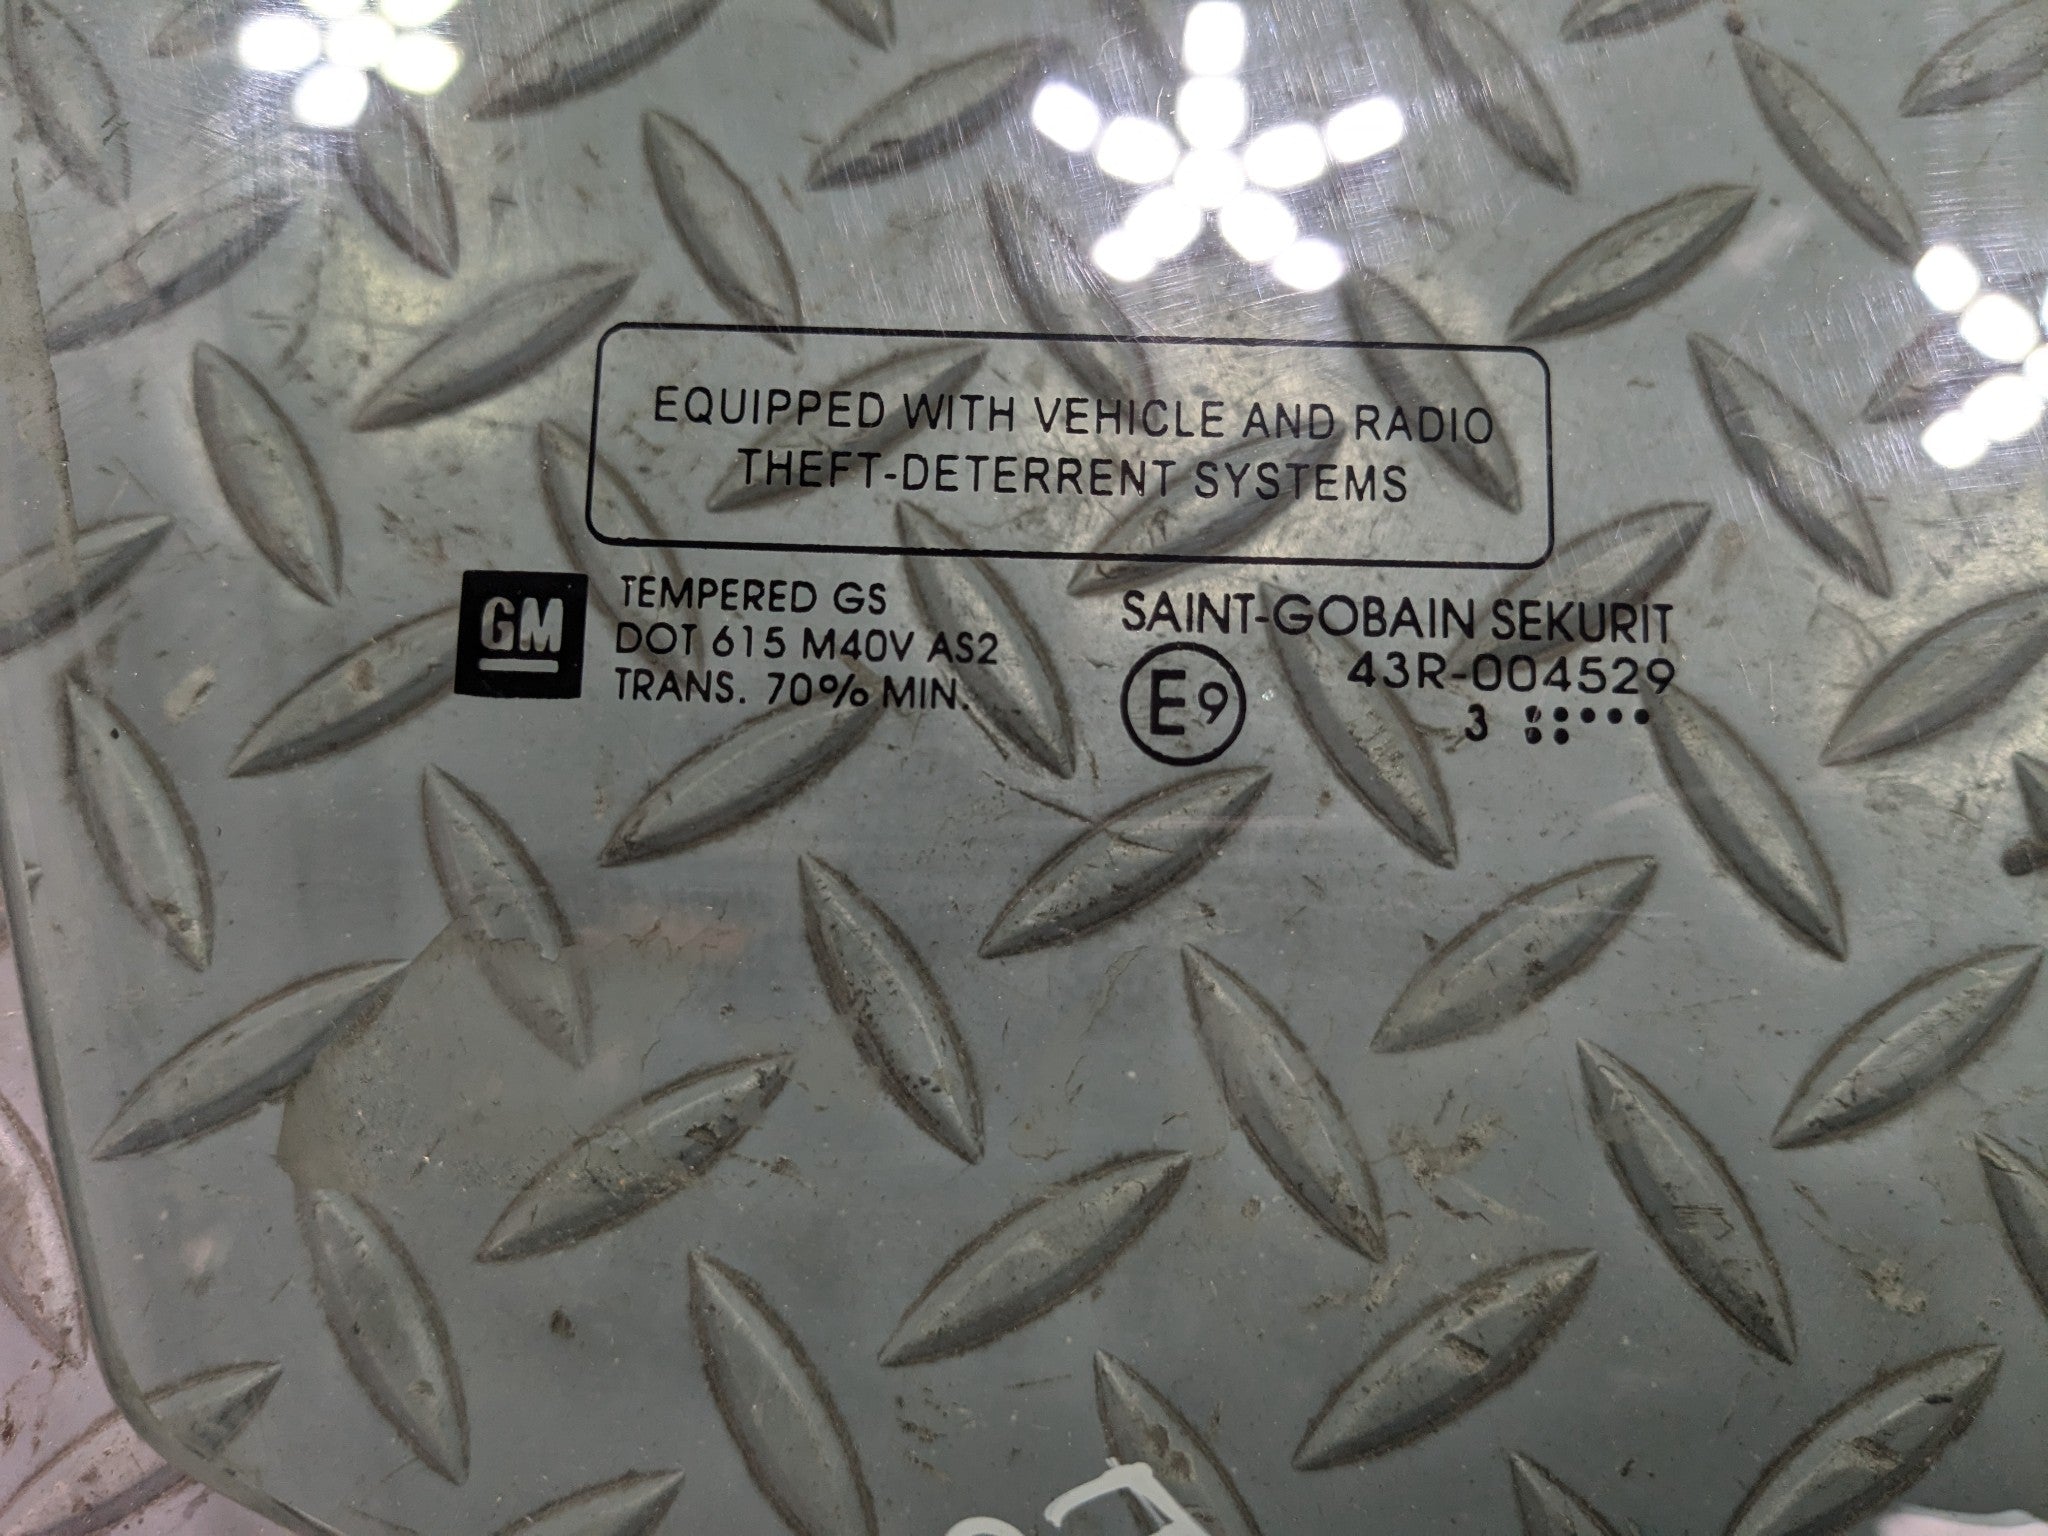 EQUIPPED WITH VEHICLE AND RADIO
THEFT-DETERRENT SYSTEMS
GM
TEMPERED GS
DOT 615 M40V AS2
TRANS. 70% MIN.
SAINT-GOBAIN SEKURIT
E9
43R-004529
3